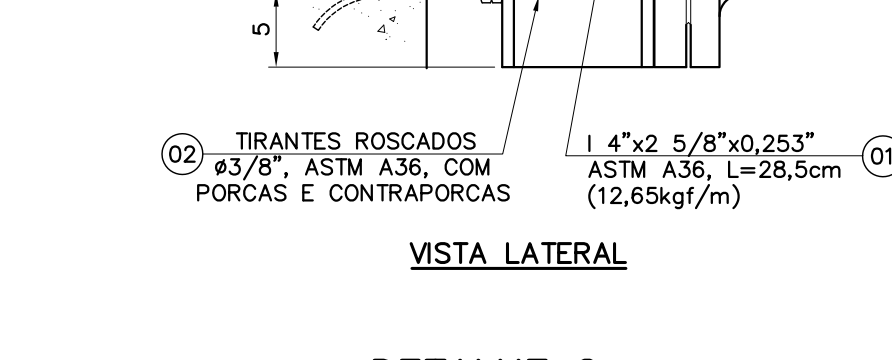 5
02
TIRANTES ROSCADOS
ø3/8", ASTM A36, COM
PORCAS E CONTRAPORCAS
I 4"x2 5/8"x0,253"
ASTM A36, L=28,5cm
(12,65kgf/m)
01
VISTA LATERAL